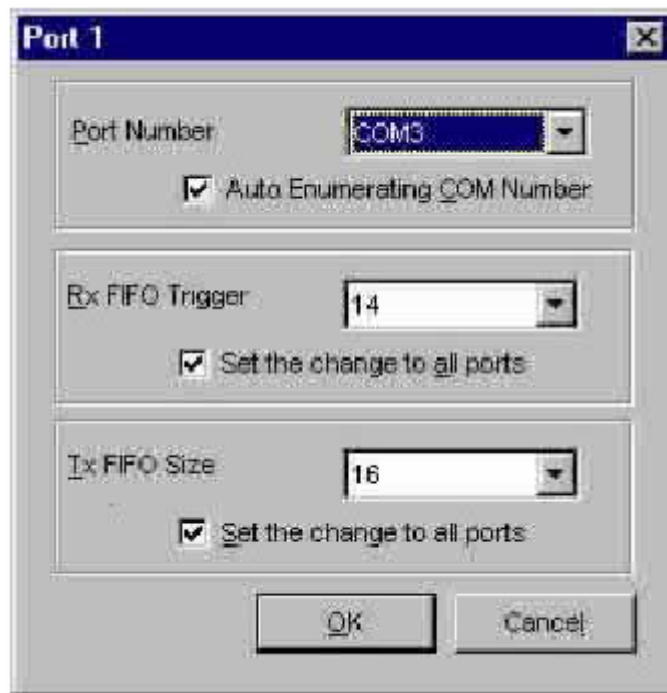 Port 1
Port Number COM3
Auto Enumerating COM Number
Rx FIFO Trigger 14
Set the change to all ports
Tx FIFO Size 16
Set the change to all ports
OK Cancel